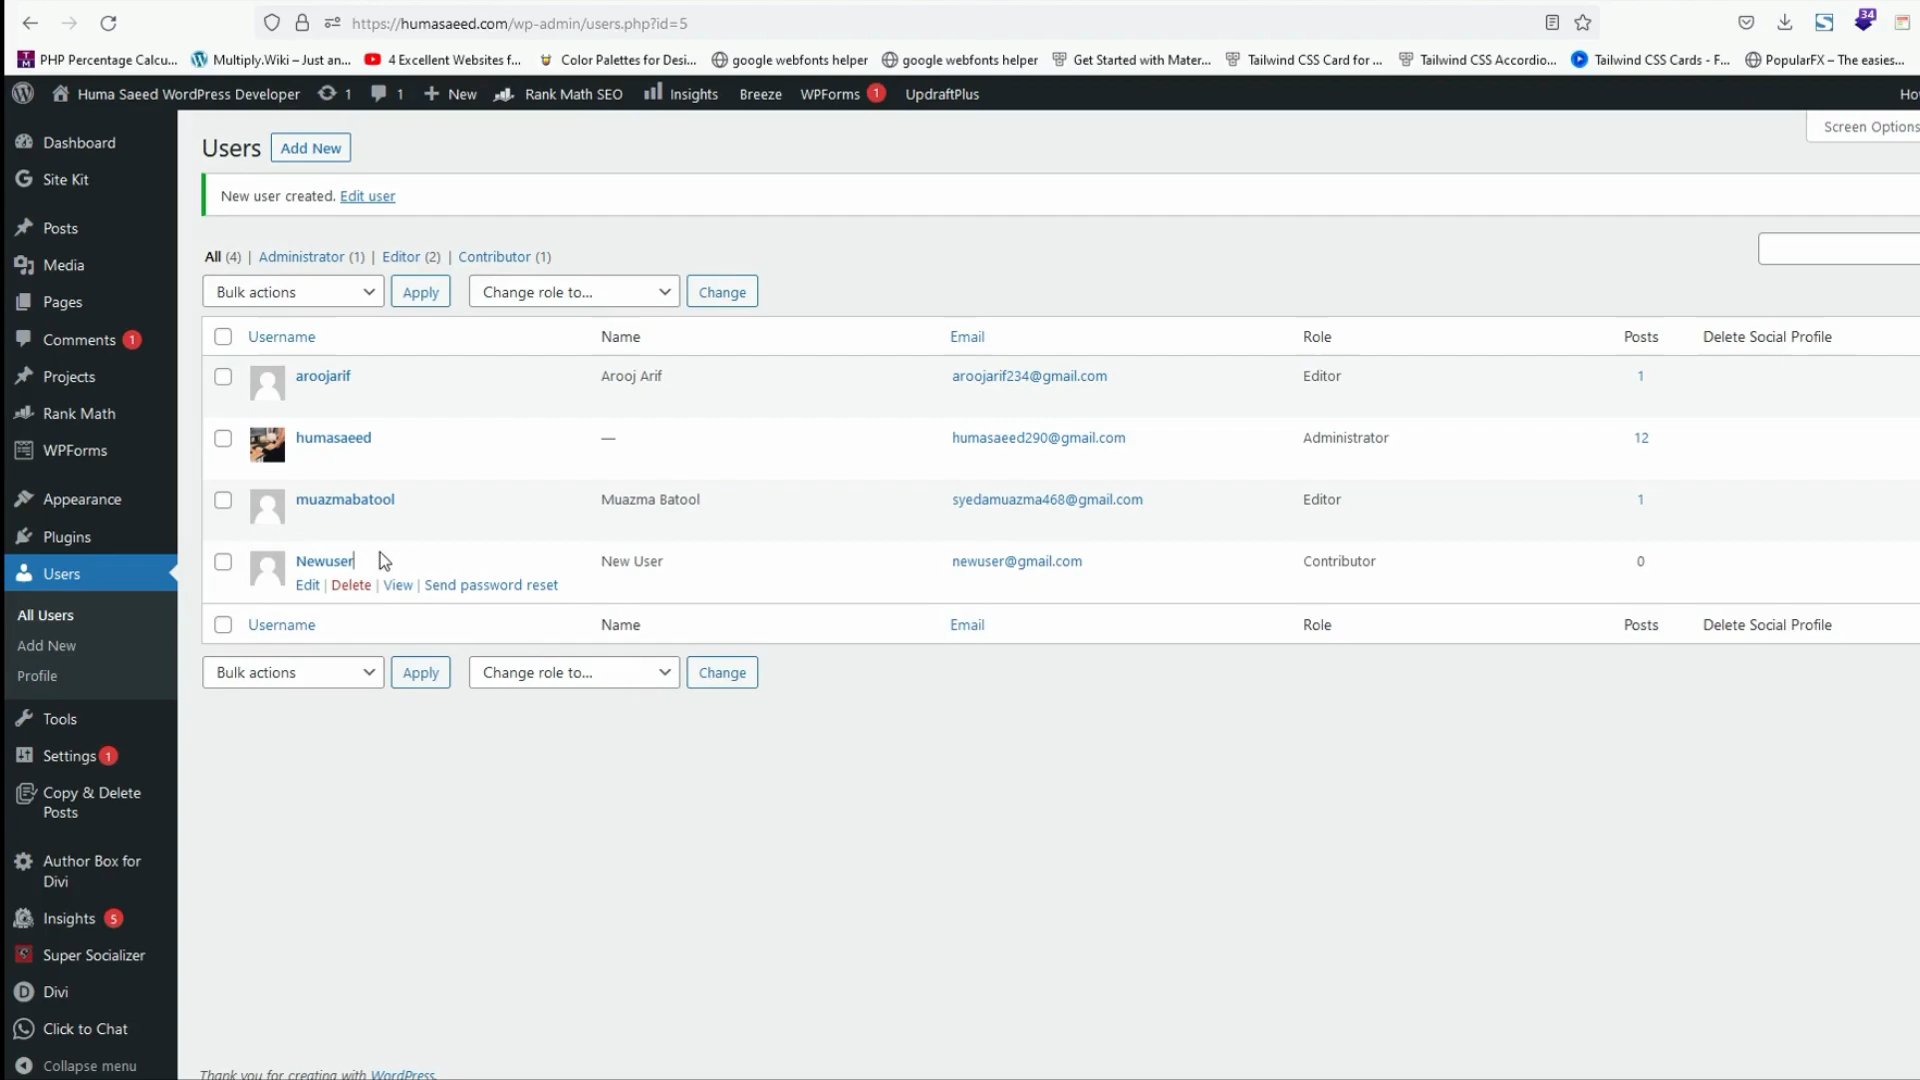 https://humasaeed.com/wp-admin/users.php?id=5
34
PHP Percentage Calcu...
Multiply.Wiki – Just an...
4 Excellent Websites f...
Color Palettes for Desi...
google webfonts helper
google webfonts helper
Get Started with Mater...
Tailwind CSS Card for ...
Tailwind CSS Accordio...
Tailwind CSS Cards - F...
PopularFX – The easies...
Huma Saeed WordPress Developer
1
1
New
Rank Math SEO
Insights
Breeze
WPForms 1
UpdraftPlus
Ho
Dashboard
Site Kit
Posts
Media
Pages
Comments 1
Projects
Rank Math
WPForms
Appearance
Plugins
Users
All Users
Add New
Profile
Tools
Settings 1
Copy & Delete
Posts
Author Box for
Divi
Insights 5
Super Socializer
Divi
Click to Chat
Collapse menu
Screen Options
Users Add New
New user created. Edit user
All (4) | Administrator (1) | Editor (2) | Contributor (1)
Bulk actions Apply Change role to... Change
Username Name Email Role Posts Delete Social Profile
aroojarif Arooj Arif aroojarif234@gmail.com Editor 1
humasaeed — humasaeed290@gmail.com Administrator 12
muazmabatool Muazma Batool syedamuazma468@gmail.com Editor 1
Newuser New User newuser@gmail.com Contributor 0
Edit | Delete | View | Send password reset
Username Name Email Role Posts Delete Social Profile
Bulk actions Apply Change role to... Change
Thank you for creating with WordPress.